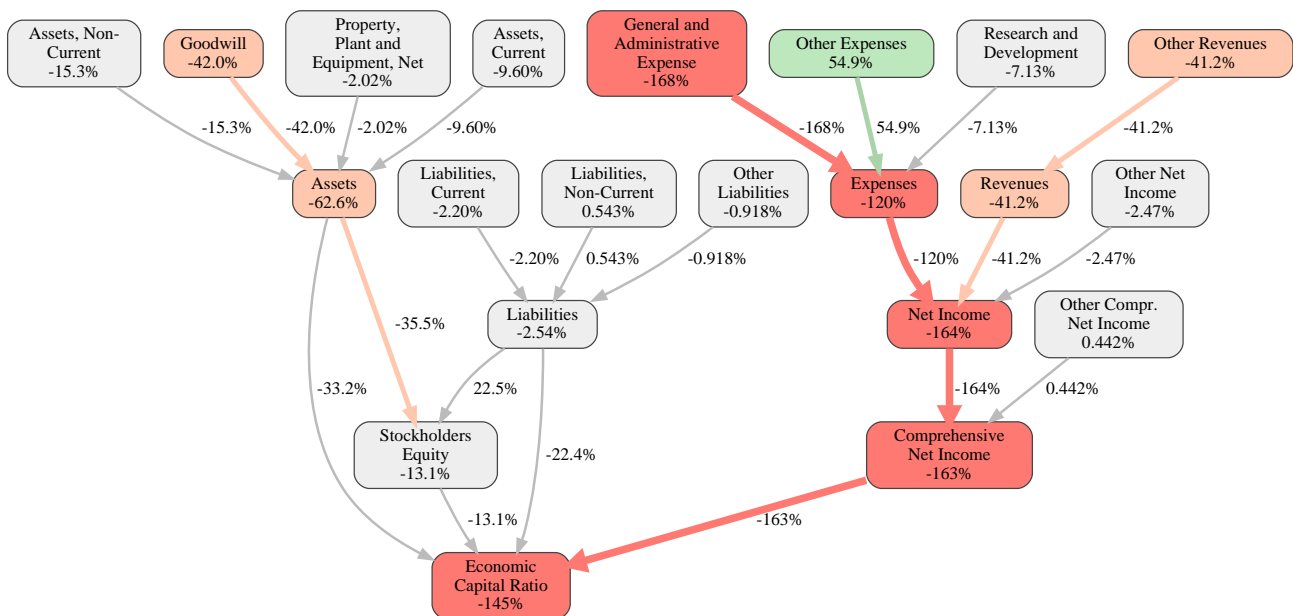 Assets, Non-
Current
-15.3%
Goodwill
-42.0%
Property,
Plant and
Equipment, Net
-2.02%
Assets,
Current
-9.60%
General and
Administrative
Expense
-168%
Other Expenses
54.9%
Research and
Development
-7.13%
Other Revenues
-41.2%
-15.3%
-42.0%
-2.02%
-9.60%
-168%
54.9%
-7.13%
-41.2%
Assets
-62.6%
Liabilities,
Current
-2.20%
Liabilities,
Non-Current
0.543%
Other
Liabilities
-0.918%
Expenses
-120%
Revenues
-41.2%
Other Net
Income
-2.47%
-2.20%
0.543%
-0.918%
-120%
-41.2%
-2.47%
-35.5%
Liabilities
-2.54%
Net Income
-164%
Other Compr.
Net Income
0.442%
-33.2%
22.5%
-164%
0.442%
Stockholders
Equity
-13.1%
-22.4%
Comprehensive
Net Income
-163%
-13.1%
-163%
Economic
Capital Ratio
-145%